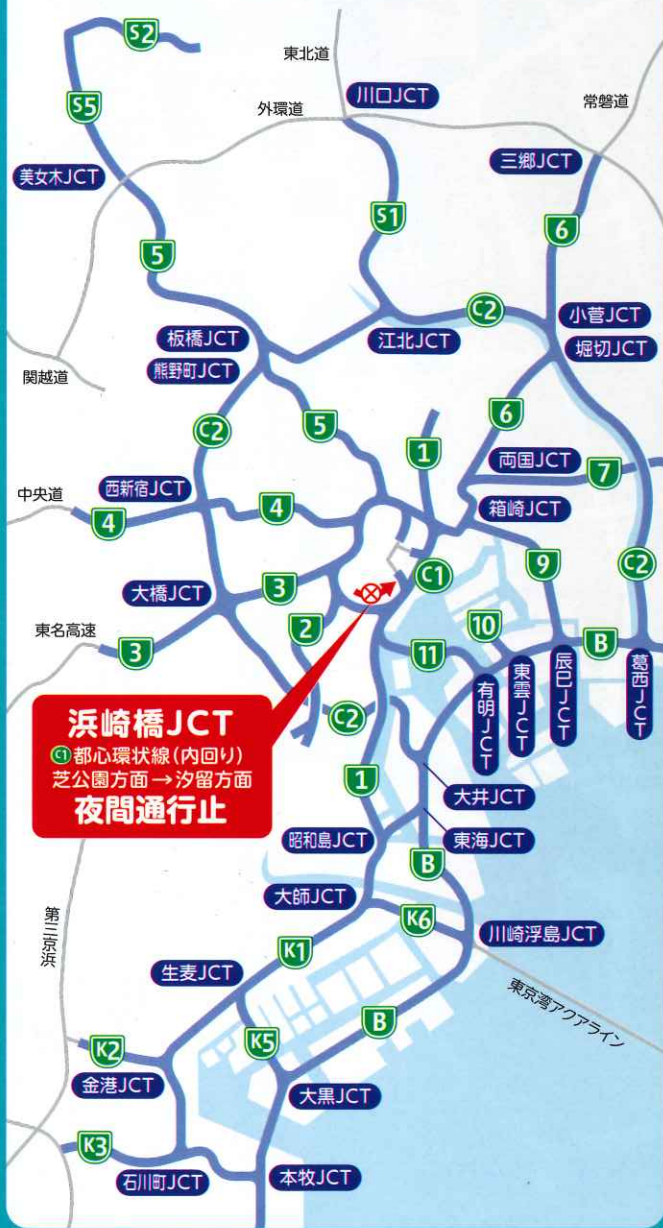 S2
東北道
川口JCT
S5
外環道
常磐道
美女木JCT
三郷JCT
S1
6
5
C2
小菅JCT
板橋JCT
江北JCT
堀切JCT
熊野町JCT
関越道
C2
5
6
1
両国JCT
7
西新宿JCT
中央道
4
4
箱崎JCT
C1
9
C2
大橋JCT
3
東名高速
3
2
10
11
B
有明JCT
東雲JCT
辰巳JCT
葛西JCT
浜崎橋JCT
C1都心環状線(内回り)
芝公園方面→汐留方面
夜間通行止
C2
1
大井JCT
昭和島JCT
東海JCT
B
大師JCT
第三京浜
K6
川崎浮島JCT
K1
生麦JCT
東京湾アクアライン
B
K2
K5
金港JCT
大黒JCT
K3
石川町JCT
本牧JCT